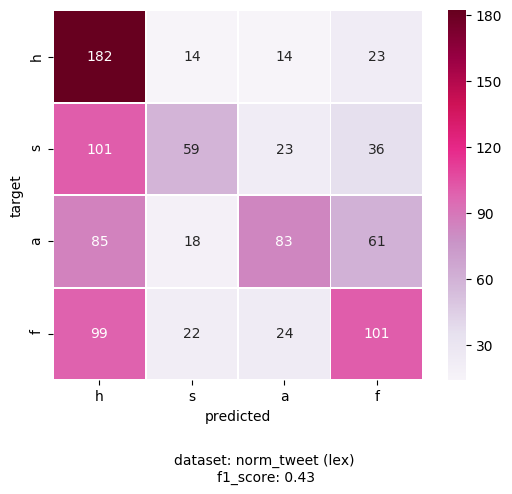 182 14 14 23
101 59 23 36
85 18 83 61
99 22 24 101
h
s
a
f
target
h s a f
predicted
180
150
120
90
60
30
dataset: norm_tweet (lex)
f1_score: 0.43